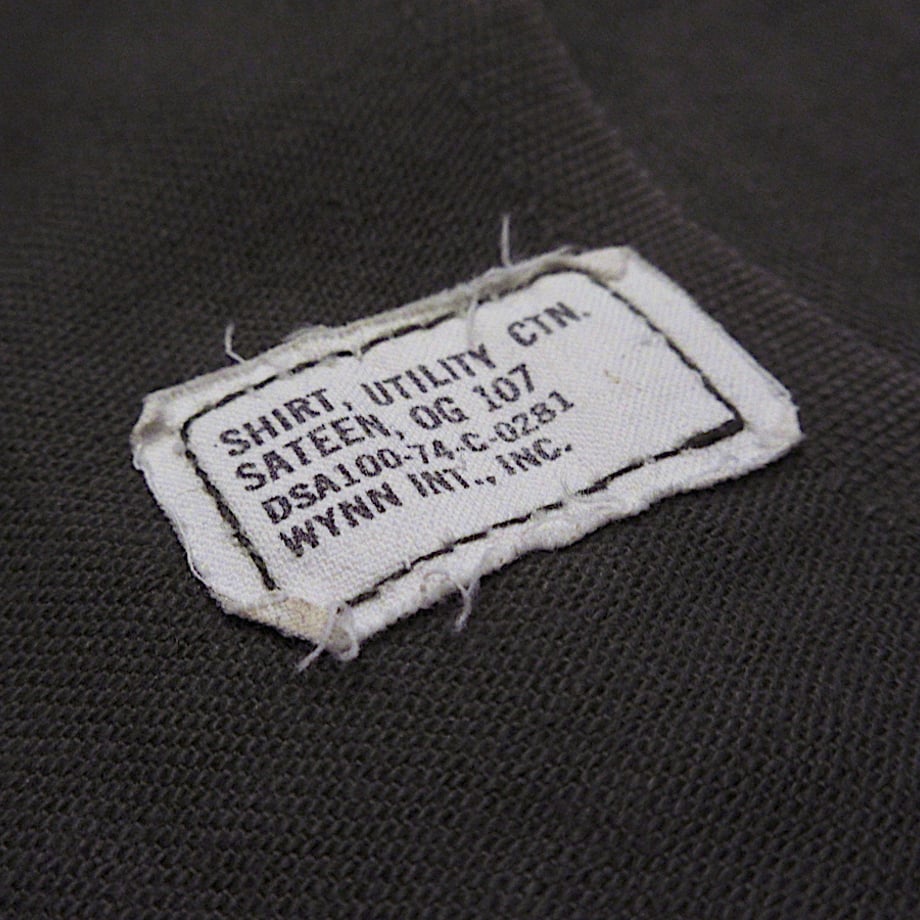 SHIRT, UTILITY CTN.
SATEEN, OG 107
DSA100-74-C-0281
WYNN INT., INC.